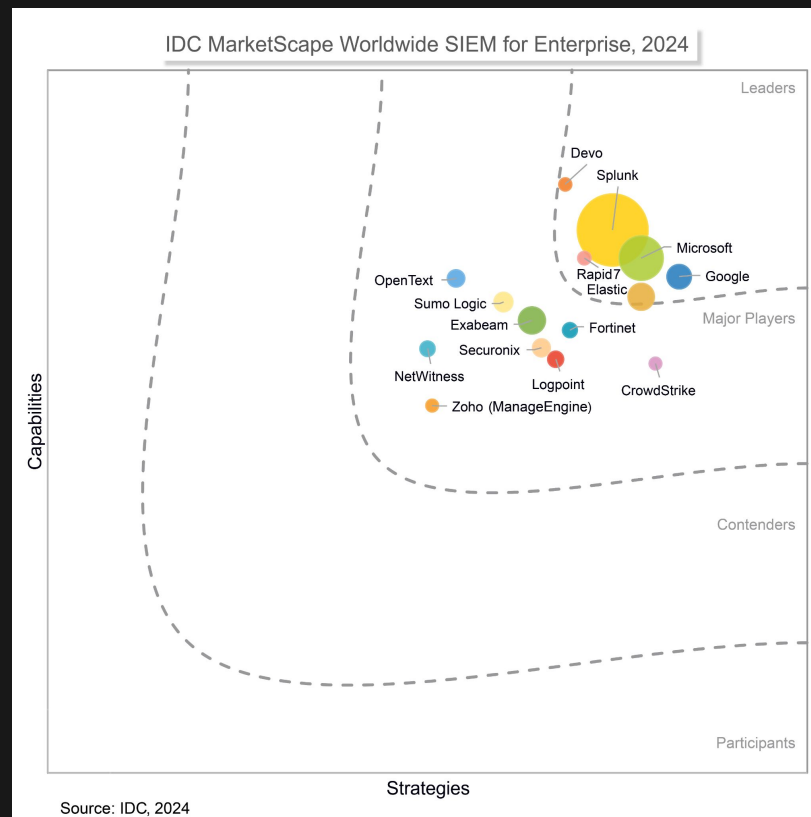 IDC MarketScape Worldwide SIEM for Enterprise, 2024
Leaders
Devo
Splunk
Microsoft
Rapid7
Google
OpenText
Elastic
Sumo Logic
Major Players
Exabeam
Fortinet
Securonix
NetWitness
Logpoint
CrowdStrike
Zoho (ManageEngine)
Capabilities
Contenders
Participants
Strategies
Source: IDC, 2024